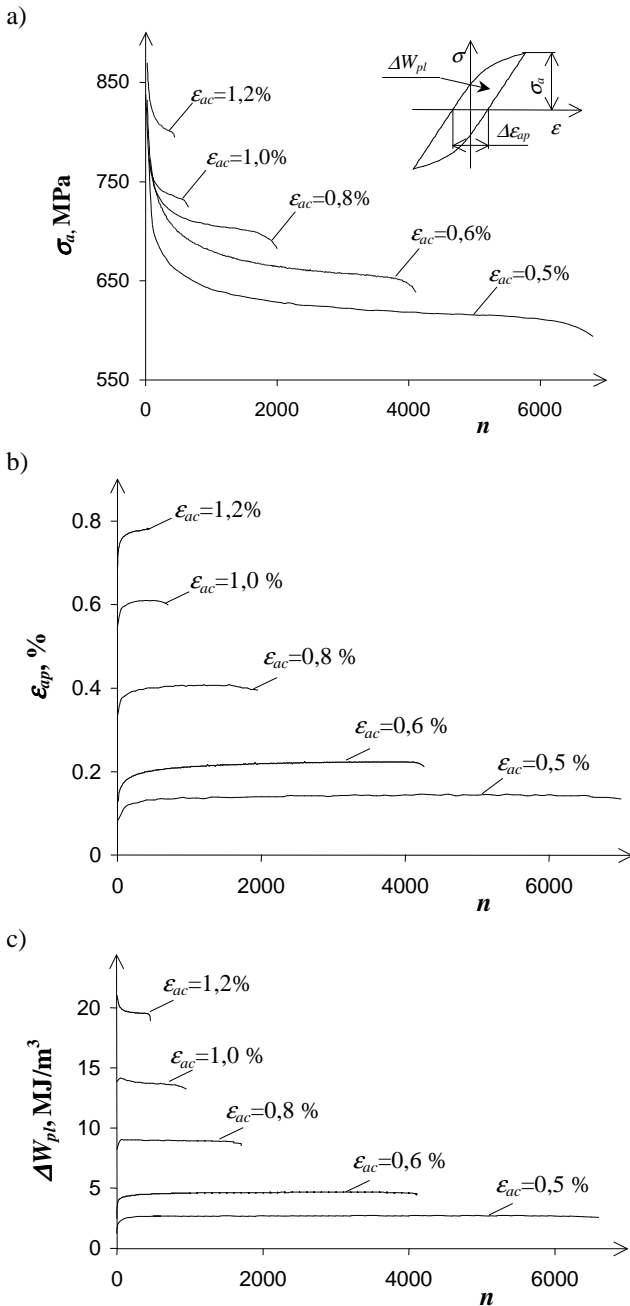 a)
850
750
650
550
σa, MPa
εac=1,2%
εac=1,0%
εac=0,8%
εac=0,6%
εac=0,5%
σ
ΔWpl
σa
ε
Δεap
0
2000
4000
6000
n
b)
0.8
0.6
0.4
0.2
0
εap, %
εac=1,2%
εac=1,0 %
εac=0,8 %
εac=0,6 %
εac=0,5 %
0
2000
4000
6000
n
c)
20
15
10
5
0
ΔWpl, MJ/m³
εac=1,2%
εac=1,0 %
εac=0,8 %
εac=0,6 %
εac=0,5 %
0
2000
4000
6000
n